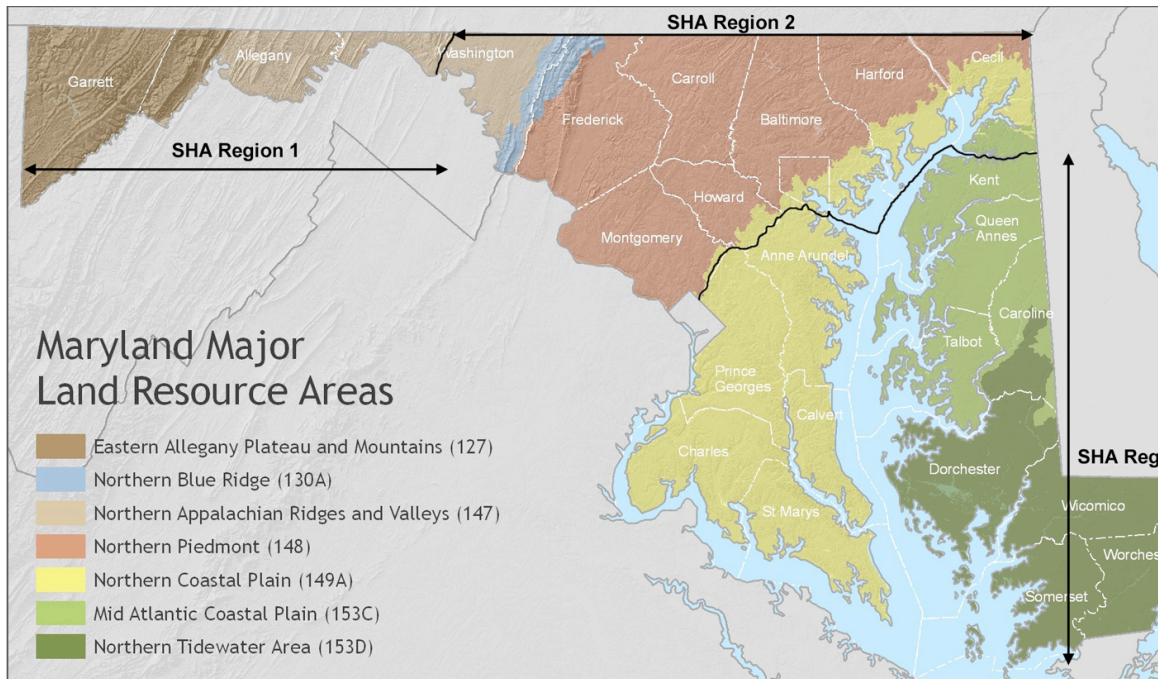 SHA Region 2
Garrett
Allegany
Washington
Cecil
Carroll
Harford
Frederick
Baltimore
SHA Region 1
Kent
Howard
Queen
Annes
Montgomery
Anne Arundel
Caroline
Talbot
Maryland Major
Land Resource Areas
Prince
Georges
Calvert
Eastern Allegany Plateau and Mountains (127)
Charles
SHA Reg
Northern Blue Ridge (130A)
Dorchester
Northern Appalachian Ridges and Valleys (147)
St Marys
Wicomico
Northern Piedmont (148)
Worches
Northern Coastal Plain (149A)
Somerset
Mid Atlantic Coastal Plain (153C)
Northern Tidewater Area (153D)